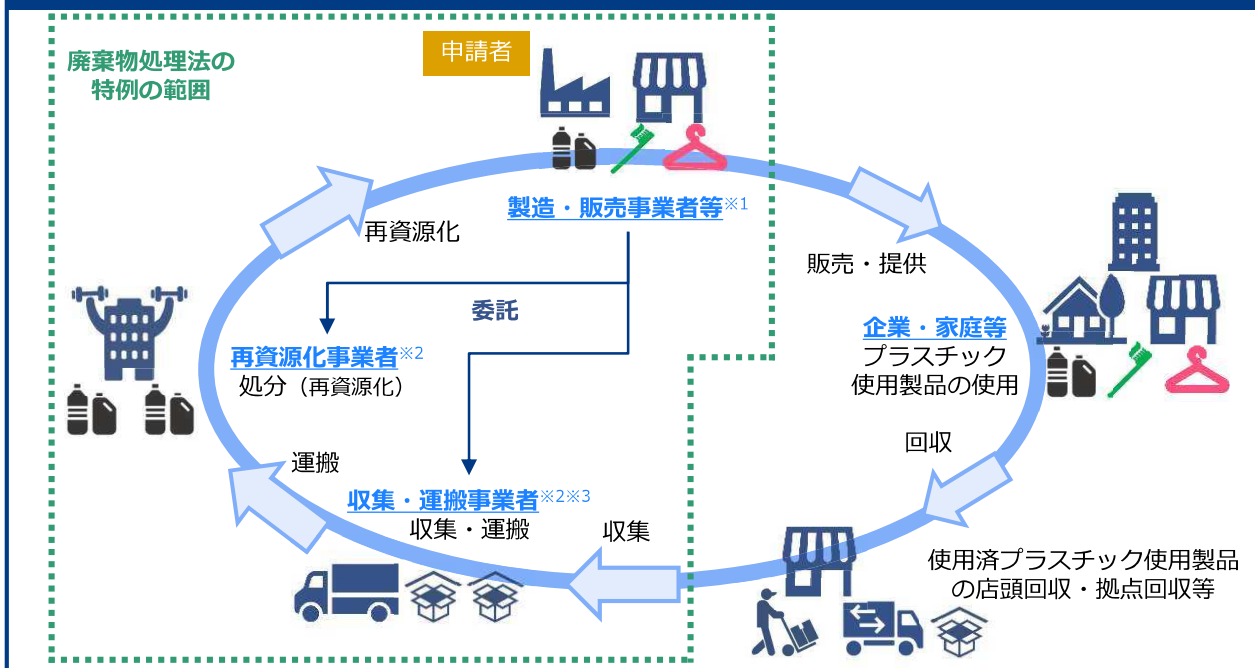 廃棄物処理法の
特例の範囲
申請者
製造・販売事業者等※1
再資源化
販売・提供
委託
企業・家庭等
プラスチック
使用製品の使用
再資源化事業者※2
処分（再資源化）
回収
運搬
収集・運搬事業者※2※3
収集・運搬
収集
使用済プラスチック使用製品
の店頭回収・拠点回収等